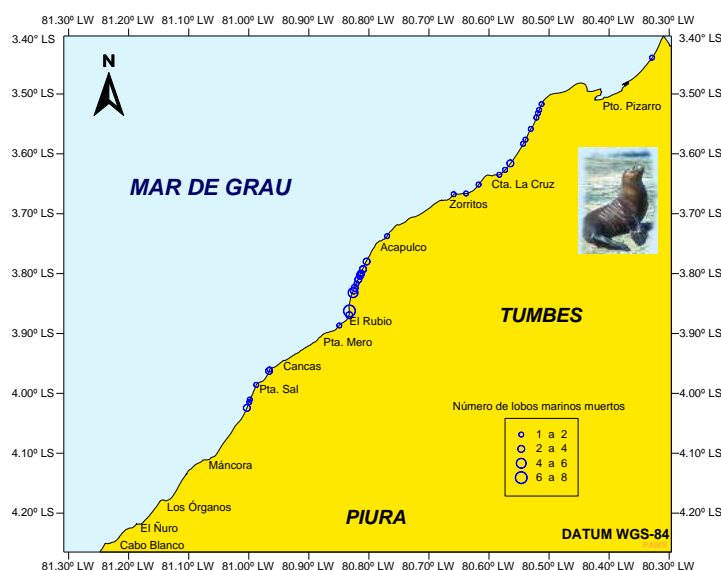 81.30º LW 81.20º LW 81.10º LW 81.00º LW 80.90º LW 80.80º LW 80.70º LW 80.60º LW 80.50º LW 80.40º LW 80.30º LW
3.40º LS 3.40º LS
N
3.50º LS 3.50º LS
Pto. Pizarro
3.60º LS 3.60º LS
MAR DE GRAU
Cta. La Cruz
Zorritos
3.70º LS 3.70º LS
Acapulco
3.80º LS 3.80º LS
El Rubio
TUMBES
3.90º LS 3.90º LS
Pta. Mero
Cancas
4.00º LS 4.00º LS
Pta. Sal
Número de lobos marinos muertos
1 a 2
2 a 4
4 a 6
6 a 8
4.10º LS 4.10º LS
Máncora
4.20º LS 4.20º LS
Los Órganos
El Ñuro
PIURA
Cabo Blanco
DATUM WGS-84
PAMR
81.30º LW 81.20º LW 81.10º LW 81.00º LW 80.90º LW 80.80º LW 80.70º LW 80.60º LW 80.50º LW 80.40º LW 80.30º LW